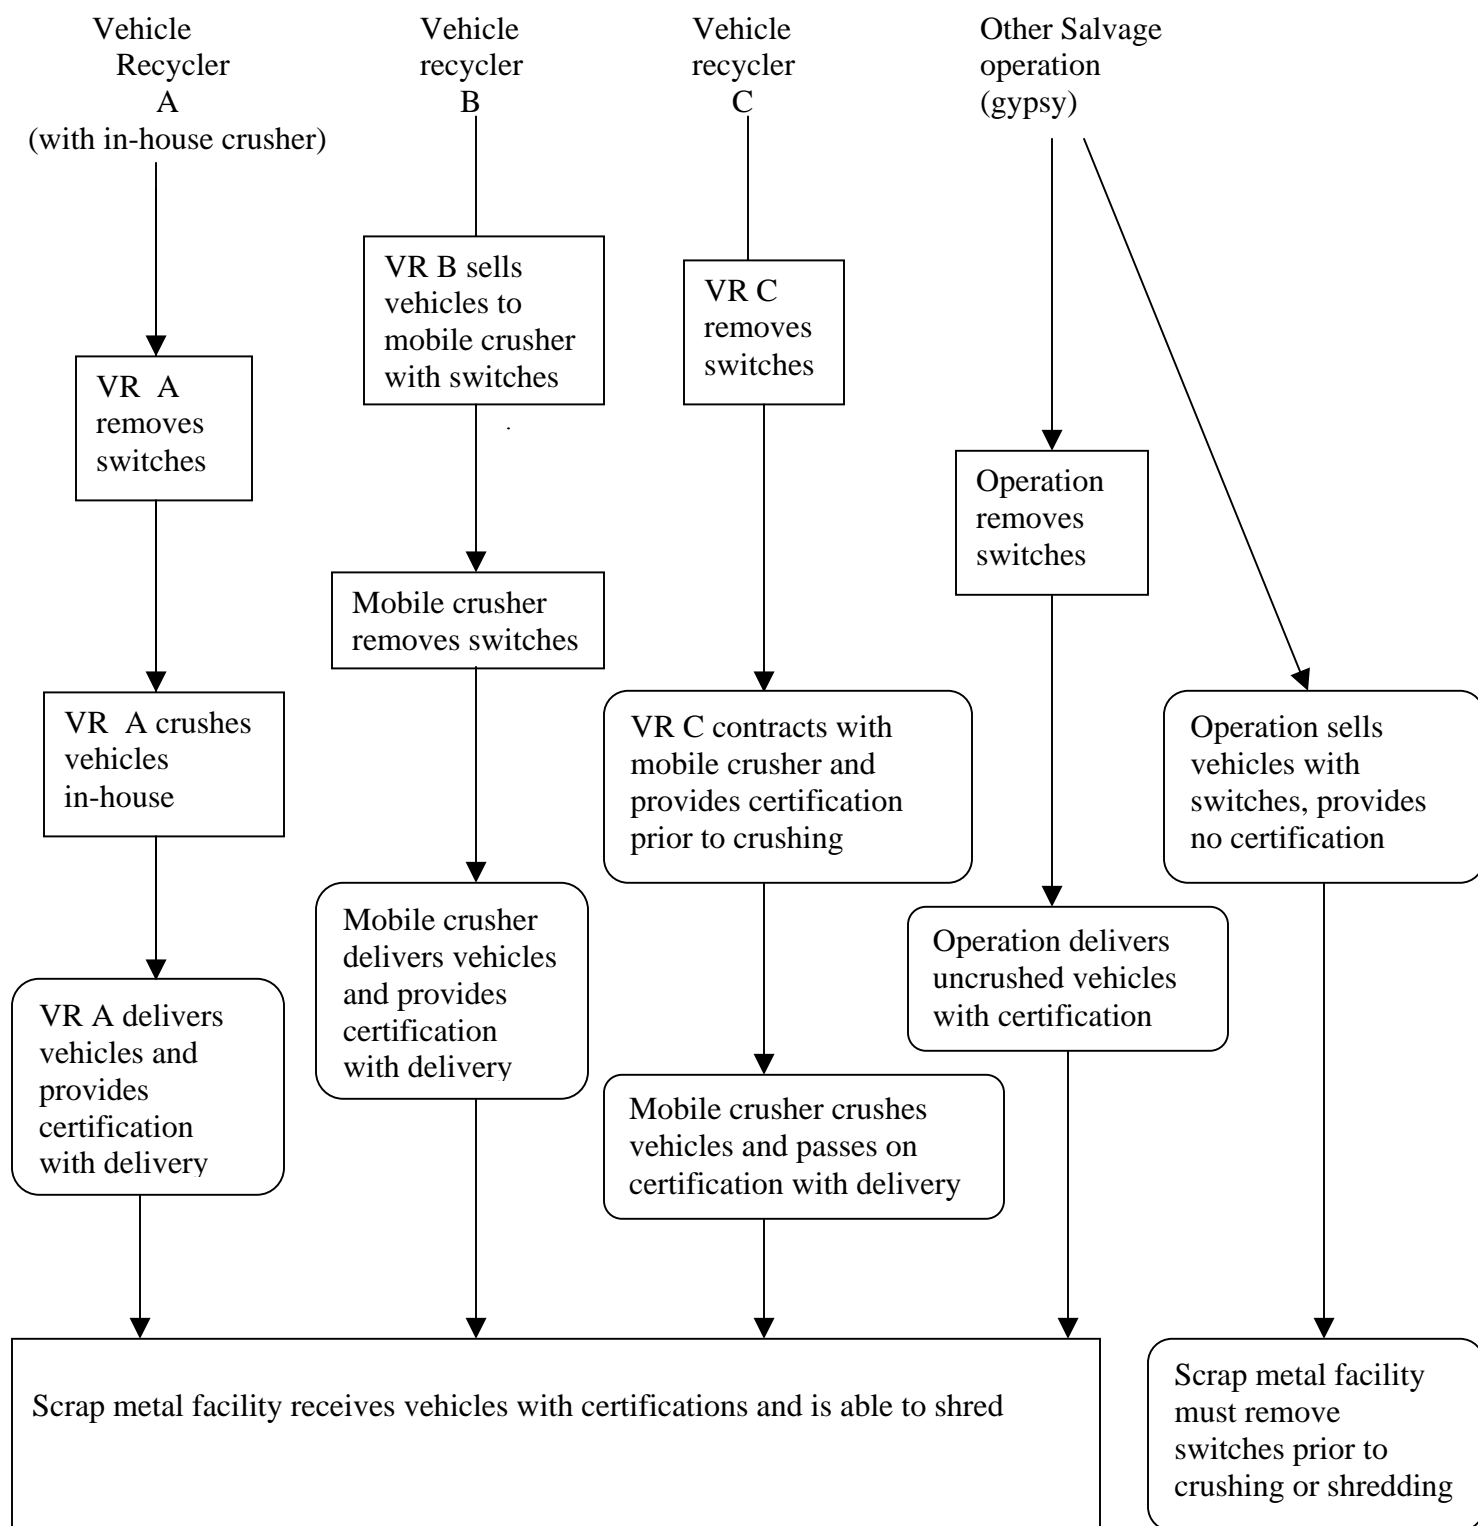 Vehicle
Recycler
A
(with in-house crusher)
Vehicle
recycler
B
Vehicle
recycler
C
Other Salvage
operation
(gypsy)
VR A
removes
switches
VR A crushes
vehicles
in-house
VR A delivers
vehicles and
provides
certification
with delivery
VR B sells
vehicles to
mobile crusher
with switches
Mobile crusher
removes switches
Mobile crusher
delivers vehicles
and provides
certification
with delivery
VR C
removes
switches
VR C contracts with
mobile crusher and
provides certification
prior to crushing
Mobile crusher crushes
vehicles and passes on
certification with delivery
Operation
removes
switches
Operation delivers
uncrushed vehicles
with certification
Operation sells
vehicles with
switches, provides
no certification
Scrap metal facility receives vehicles with certifications and is able to shred
Scrap metal facility
must remove
switches prior to
crushing or shredding